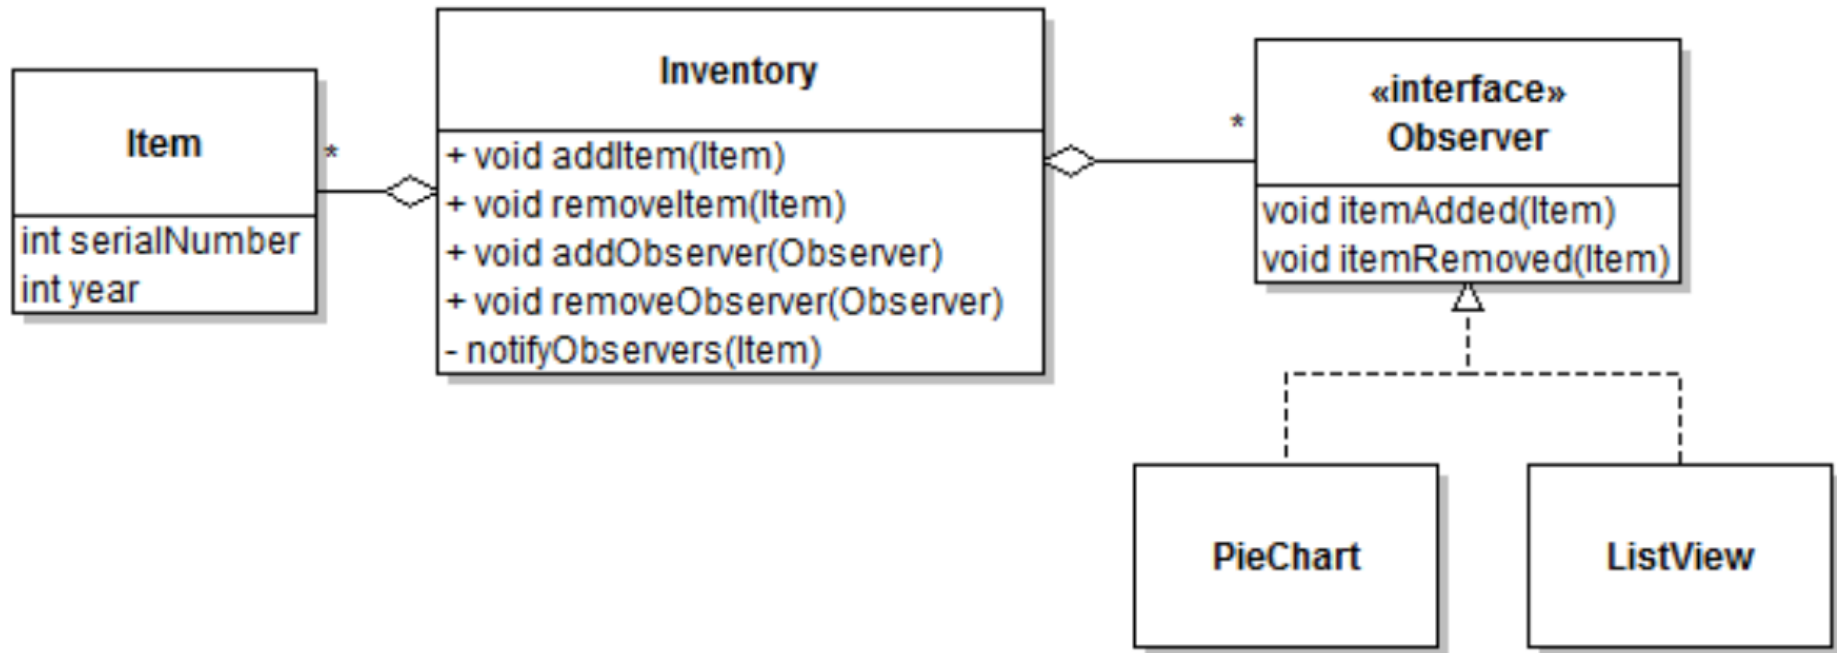 Item
int serialNumber
int year
*
Inventory
+ void addItem(Item)
+ void removeItem(Item)
+ void addObserver(Observer)
+ void removeObserver(Observer)
- notifyObservers(Item)
*
«interface»
Observer
void itemAdded(Item)
void itemRemoved(Item)
PieChart
ListView